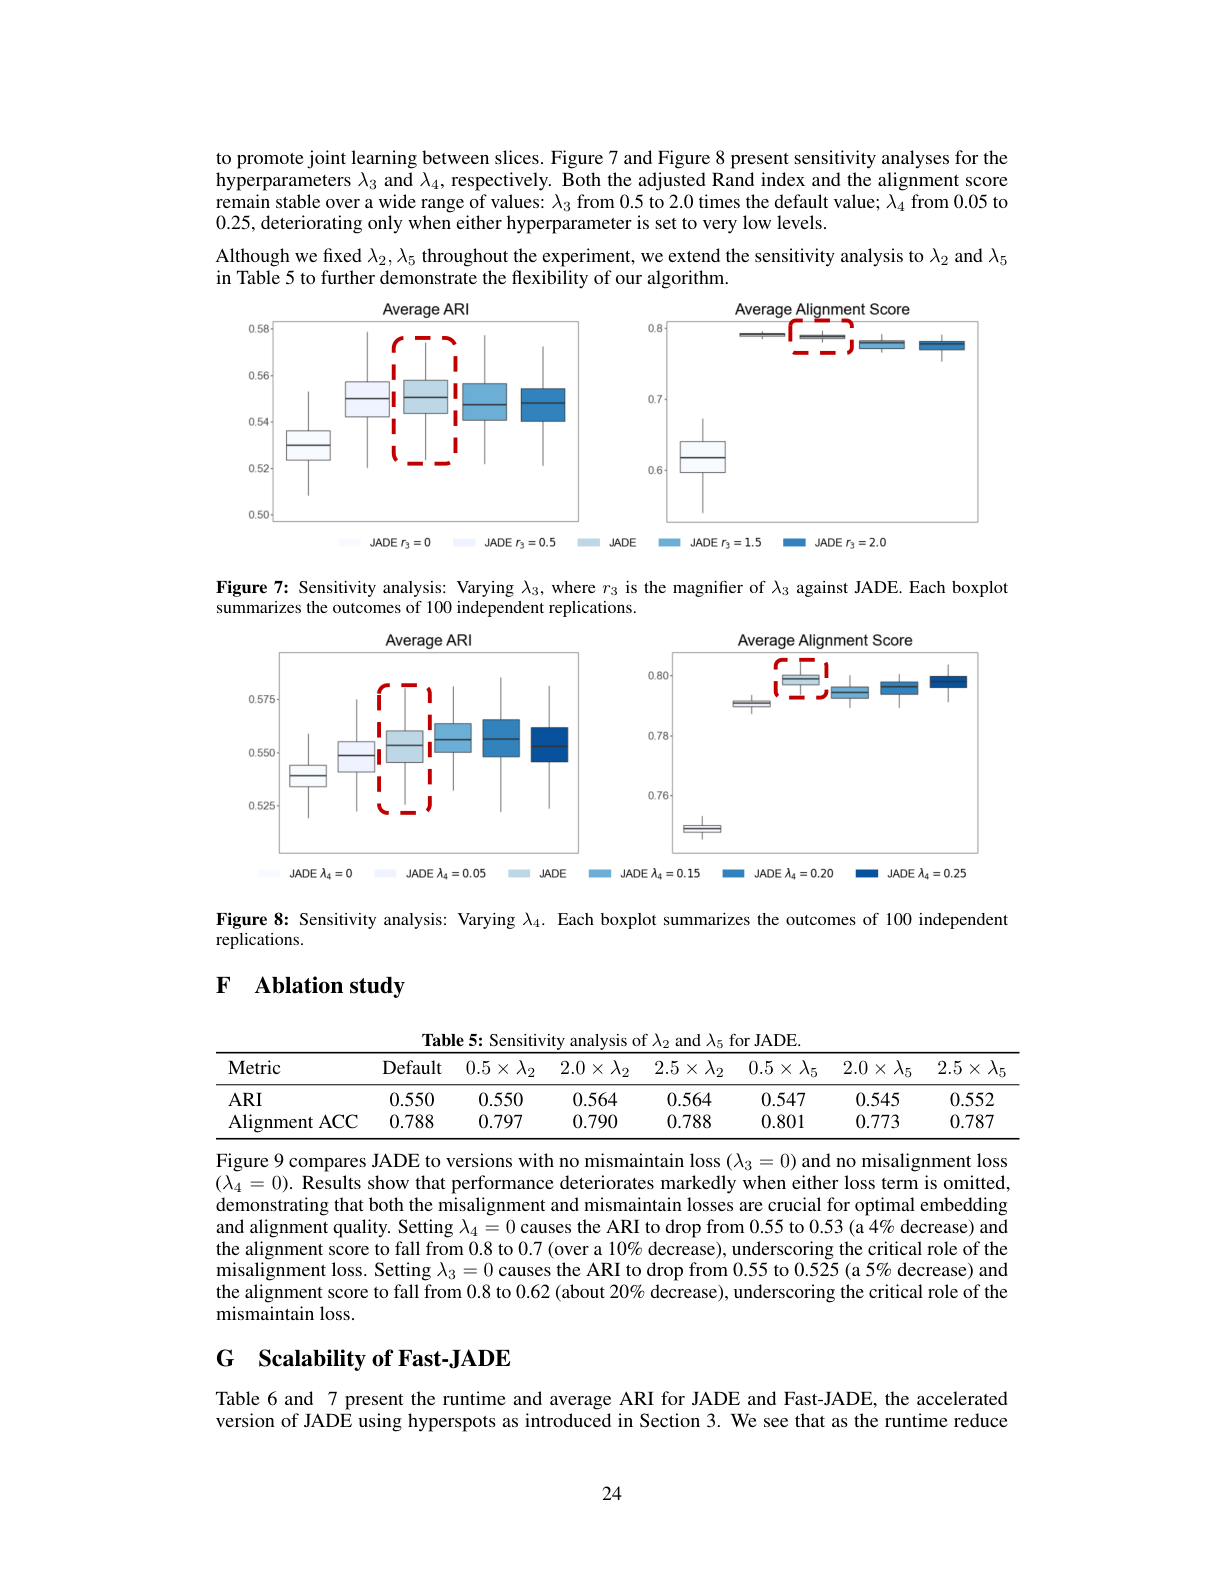 to promote joint learning between slices. Figure 7 and Figure 8 present sensitivity analyses for the
hyperparameters λ₃ and λ₄, respectively. Both the adjusted Rand index and the alignment score
remain stable over a wide range of values: λ₃ from 0.5 to 2.0 times the default value; λ₄ from 0.05 to
0.25, deteriorating only when either hyperparameter is set to very low levels.
Although we fixed λ₂, λ₅ throughout the experiment, we extend the sensitivity analysis to λ₂ and λ₅
in Table 5 to further demonstrate the flexibility of our algorithm.
Average ARI
0.58
0.56
0.54
0.52
0.50
Average Alignment Score
0.8
0.7
0.6
JADE r₃ = 0 JADE r₃ = 0.5 JADE JADE r₃ = 1.5 JADE r₃ = 2.0
Figure 7: Sensitivity analysis: Varying λ₃, where r₃ is the magnifier of λ₃ against JADE. Each boxplot
summarizes the outcomes of 100 independent replications.
Average ARI
0.575
0.550
0.525
Average Alignment Score
0.80
0.78
0.76
JADE λ₄ = 0 JADE λ₄ = 0.05 JADE JADE λ₄ = 0.15 JADE λ₄ = 0.20 JADE λ₄ = 0.25
Figure 8: Sensitivity analysis: Varying λ₄. Each boxplot summarizes the outcomes of 100 independent
replications.
F Ablation study
Table 5: Sensitivity analysis of λ₂ and λ₅ for JADE.
Metric Default 0.5 × λ₂ 2.0 × λ₂ 2.5 × λ₂ 0.5 × λ₅ 2.0 × λ₅ 2.5 × λ₅
ARI 0.550 0.550 0.564 0.564 0.547 0.545 0.552
Alignment ACC 0.788 0.797 0.790 0.788 0.801 0.773 0.787
Figure 9 compares JADE to versions with no mismaintain loss (λ₃ = 0) and no misalignment loss
(λ₄ = 0). Results show that performance deteriorates markedly when either loss term is omitted,
demonstrating that both the misalignment and mismaintain losses are crucial for optimal embedding
and alignment quality. Setting λ₄ = 0 causes the ARI to drop from 0.55 to 0.53 (a 4% decrease) and
the alignment score to fall from 0.8 to 0.7 (over a 10% decrease), underscoring the critical role of the
misalignment loss. Setting λ₃ = 0 causes the ARI to drop from 0.55 to 0.525 (a 5% decrease) and
the alignment score to fall from 0.8 to 0.62 (about 20% decrease), underscoring the critical role of the
mismaintain loss.
G Scalability of Fast-JADE
Table 6 and 7 present the runtime and average ARI for JADE and Fast-JADE, the accelerated
version of JADE using hyperspots as introduced in Section 3. We see that as the runtime reduce
24